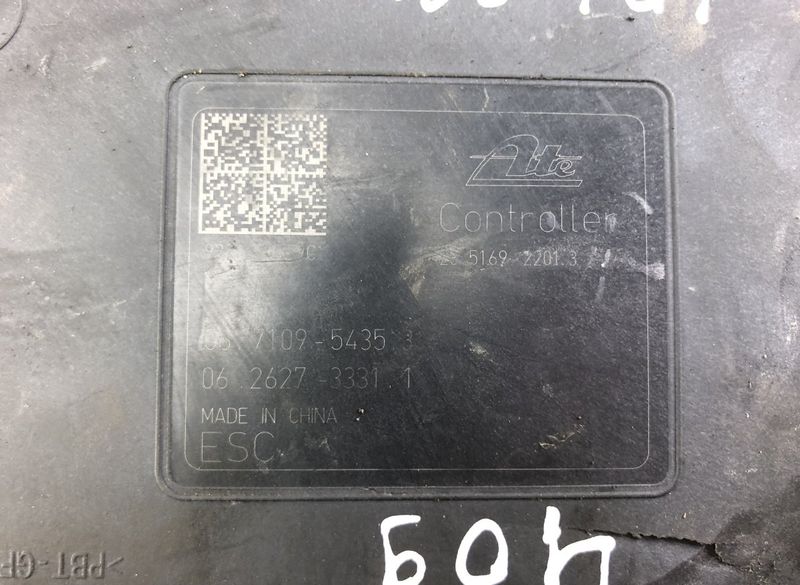 Ate
Controller
5169 2201.3
7109-5435
06.2627-3331.1
MADE IN CHINA
ESC
409
>PBT-GF